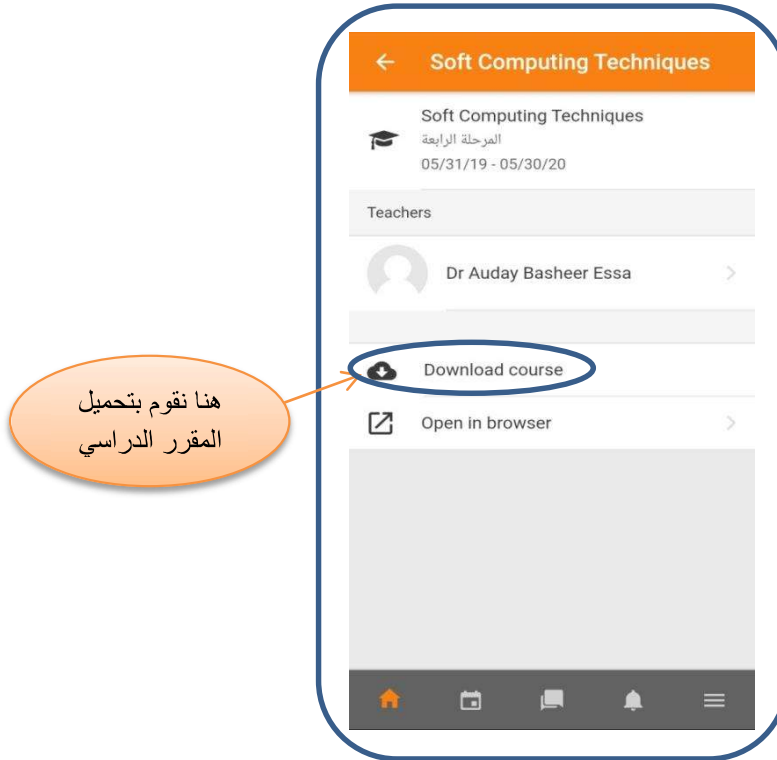 Soft Computing Techniques
Soft Computing Techniques
المرحلة الرابعة
05/31/19 - 05/30/20
Teachers
Dr Auday Basheer Essa
Download course
Open in browser
هنا نقوم بتحميل
المقرر الدراسي